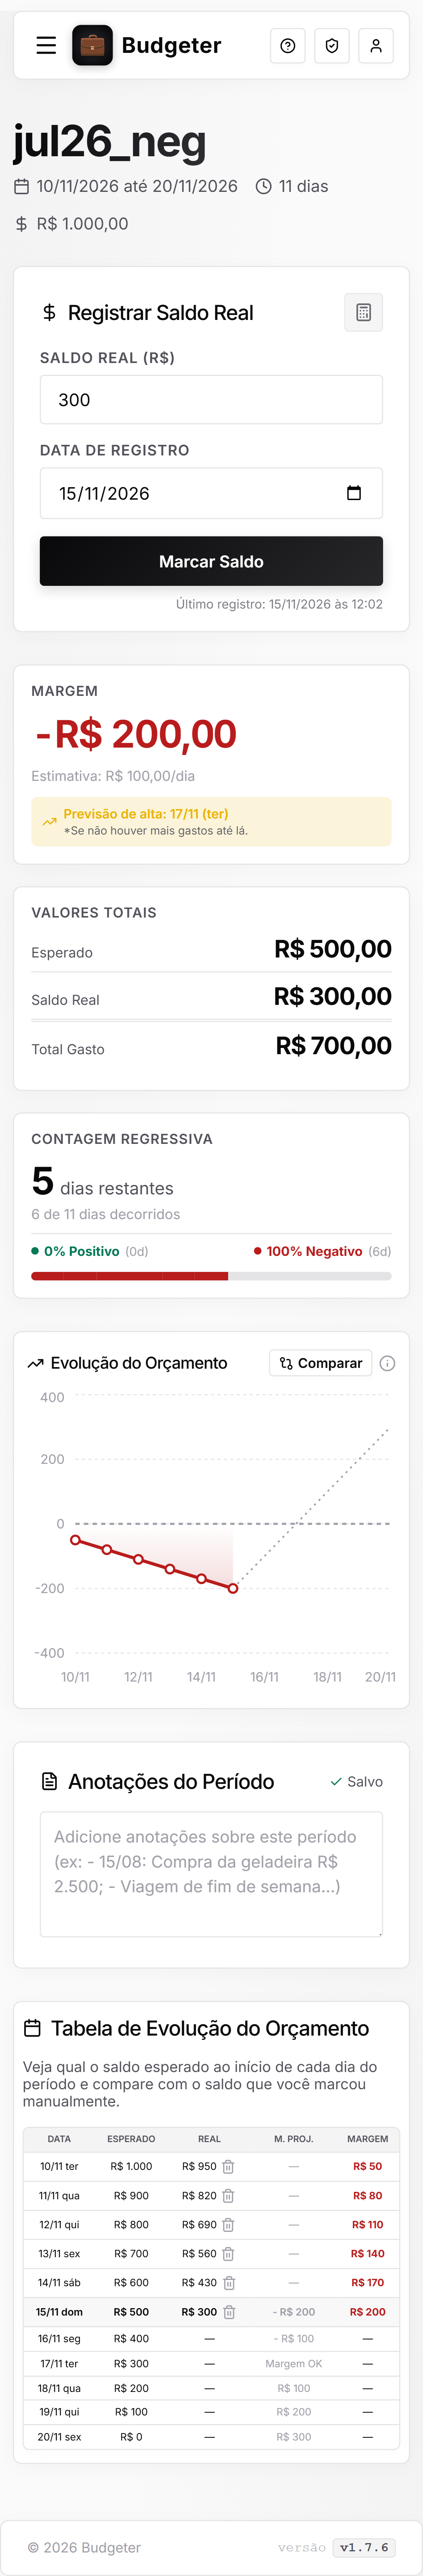 Budgeter
jul26_neg
10/11/2026 até 20/11/2026 11 dias
R$ 1.000,00
Registrar Saldo Real
SALDO REAL (R$)
300
DATA DE REGISTRO
15/11/2026
Marcar Saldo
Último registro: 15/11/2026 às 12:02
MARGEM
-R$ 200,00
Estimativa: R$ 100,00/dia
Previsão de alta: 17/11 (ter)
*Se não houver mais gastos até lá.
VALORES TOTAIS
Esperado R$ 500,00
Saldo Real R$ 300,00
Total Gasto R$ 700,00
CONTAGEM REGRESSIVA
5 dias restantes
6 de 11 dias decorridos
0% Positivo (0d) 100% Negativo (6d)
Evolução do Orçamento Comparar
400
200
0
-200
-400
10/11 12/11 14/11 16/11 18/11 20/11
Anotações do Período Salvo
Adicione anotações sobre este período
(ex: - 15/08: Compra da geladeira R$
2.500; - Viagem de fim de semana...)
Tabela de Evolução do Orçamento
Veja qual o saldo esperado ao início de cada dia do
período e compare com o saldo que você marcou
manualmente.
DATA ESPERADO REAL M. PROJ. MARGEM
10/11 ter R$ 1.000 R$ 950 — R$ 50
11/11 qua R$ 900 R$ 820 — R$ 80
12/11 qui R$ 800 R$ 690 — R$ 110
13/11 sex R$ 700 R$ 560 — R$ 140
14/11 sáb R$ 600 R$ 430 — R$ 170
15/11 dom R$ 500 R$ 300 - R$ 200 R$ 200
16/11 seg R$ 400 — - R$ 100 —
17/11 ter R$ 300 — Margem OK —
18/11 qua R$ 200 — R$ 100 —
19/11 qui R$ 100 — R$ 200 —
20/11 sex R$ 0 — R$ 300 —
© 2026 Budgeter versão v1.7.6